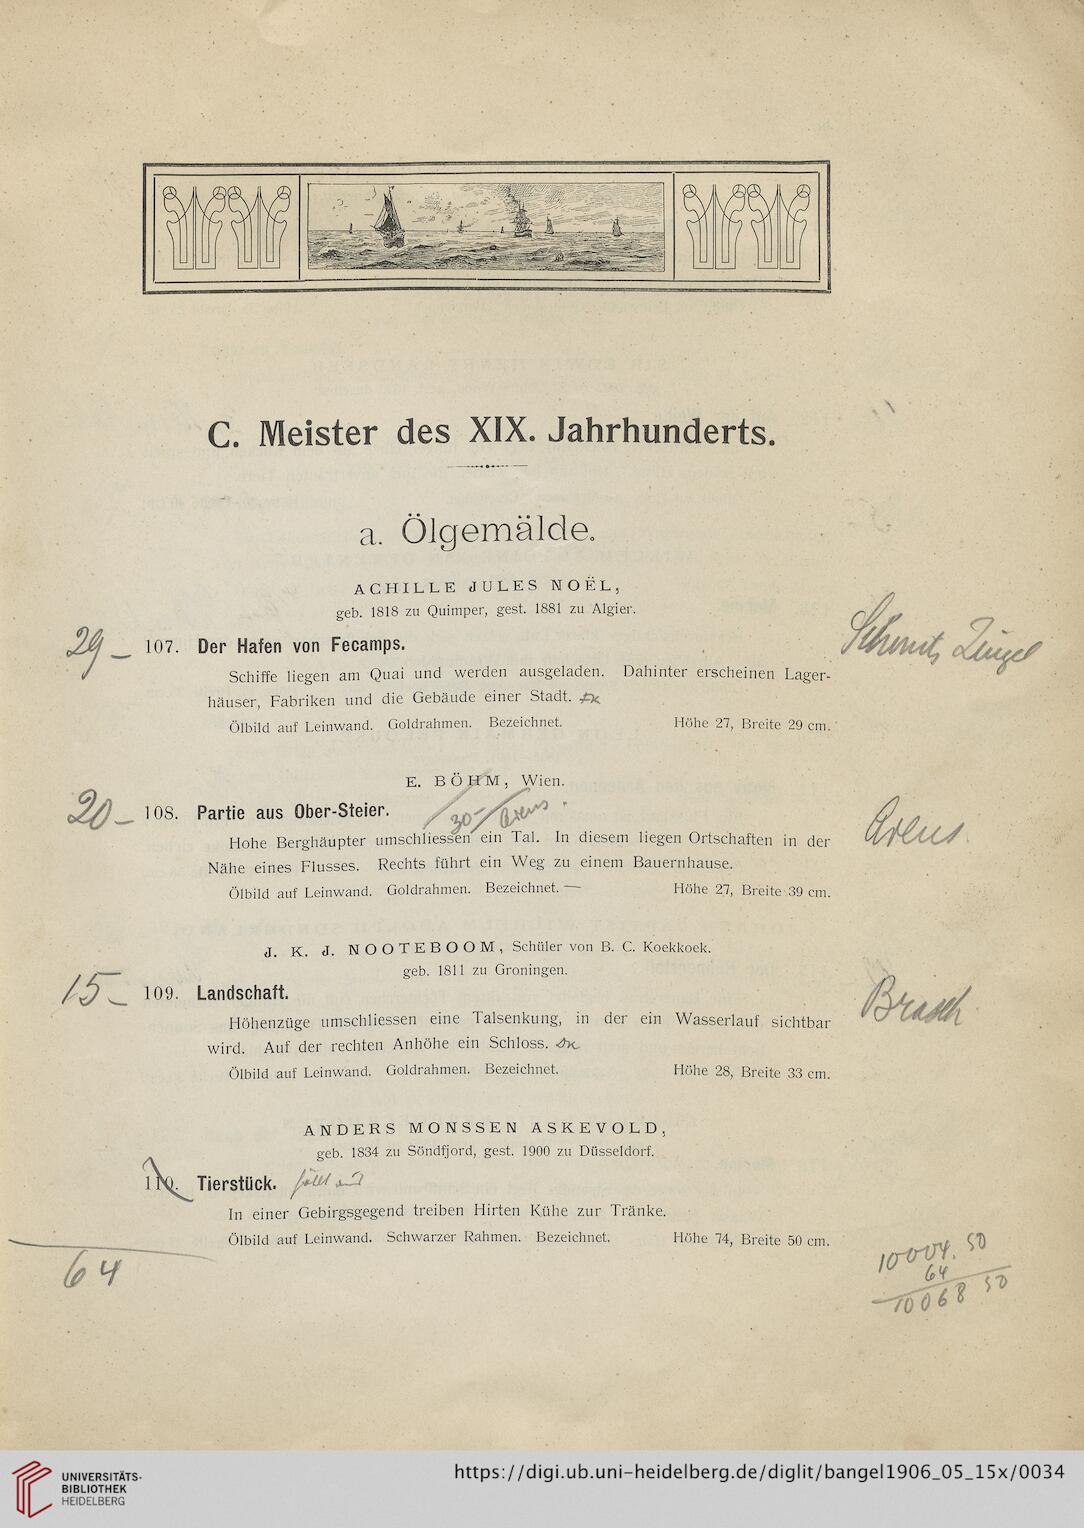 C. Meister des XIX. Jahrhunderts.
a. Ölgemälde.
ACHILLE JULES NOËL,
geb. 1818 zu Quimper, gest. 1881 zu Algier.
29 – 107. Der Hafen von Fecamps.
Schiffe liegen am Quai und werden ausgeladen. Dahinter erscheinen Lager-
häuser, Fabriken und die Gebäude einer Stadt.
Ölbild auf Leinwand. Goldrahmen. Bezeichnet. Höhe 27, Breite 29 cm.
E. BÖHM, Wien.
20 – 108. Partie aus Ober-Steier. 30- Arens Arens
Hohe Berghäupter umschliessen ein Tal. In diesem liegen Ortschaften in der
Nähe eines Flusses. Rechts führt ein Weg zu einem Bauernhause.
Ölbild auf Leinwand. Goldrahmen. Bezeichnet. — Höhe 27, Breite 39 cm.
J. K. J. NOOTEBOOM, Schüler von B. C. Koekkoek.
geb. 1811 zu Groningen.
15 – 109. Landschaft. Brasch
Höhenzüge umschliessen eine Talsenkung, in der ein Wasserlauf sichtbar
wird. Auf der rechten Anhöhe ein Schloss.
Ölbild auf Leinwand. Goldrahmen. Bezeichnet. Höhe 28, Breite 33 cm.
ANDERS MONSSEN ASKEVOLD,
geb. 1834 zu Söndfjord, gest. 1900 zu Düsseldorf.
110. Tierstück. fällt aus
In einer Gebirgsgegend treiben Hirten Kühe zur Tränke.
Ölbild auf Leinwand. Schwarzer Rahmen. Bezeichnet. Höhe 74, Breite 50 cm.
64
10004. 50
64
10068 50
UNIVERSITÄTS-
BIBLIOTHEK
HEIDELBERG
https://digi.ub.uni-heidelberg.de/diglit/bangel1906_05_15x/0034